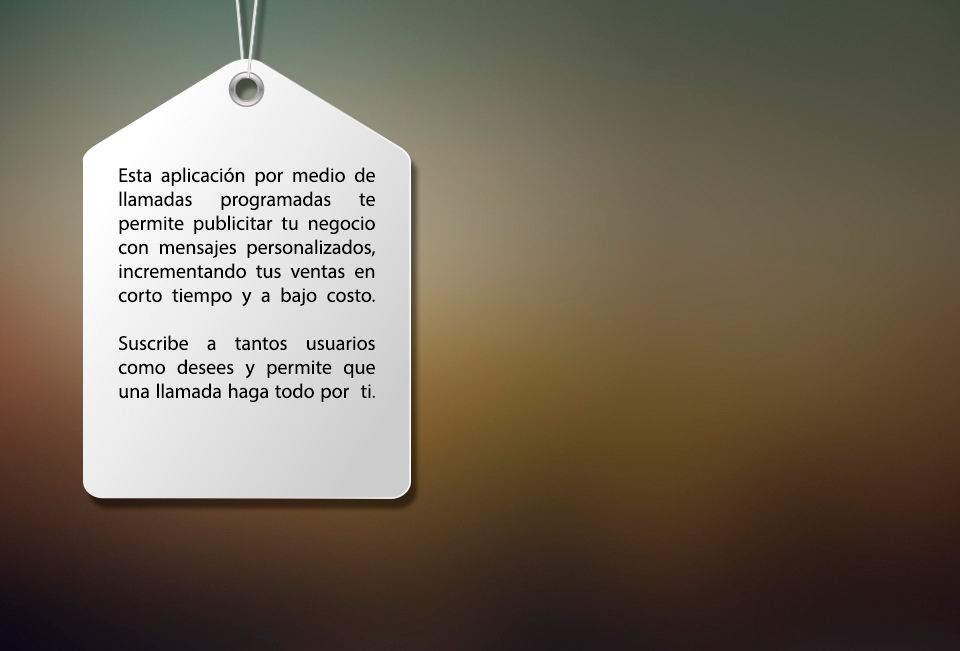 Esta aplicación por medio de
llamadas programadas te
permite publicitar tu negocio
con mensajes personalizados,
incrementando tus ventas en
corto tiempo y a bajo costo.
Suscribe a tantos usuarios
como desees y permite que
una llamada haga todo por ti.